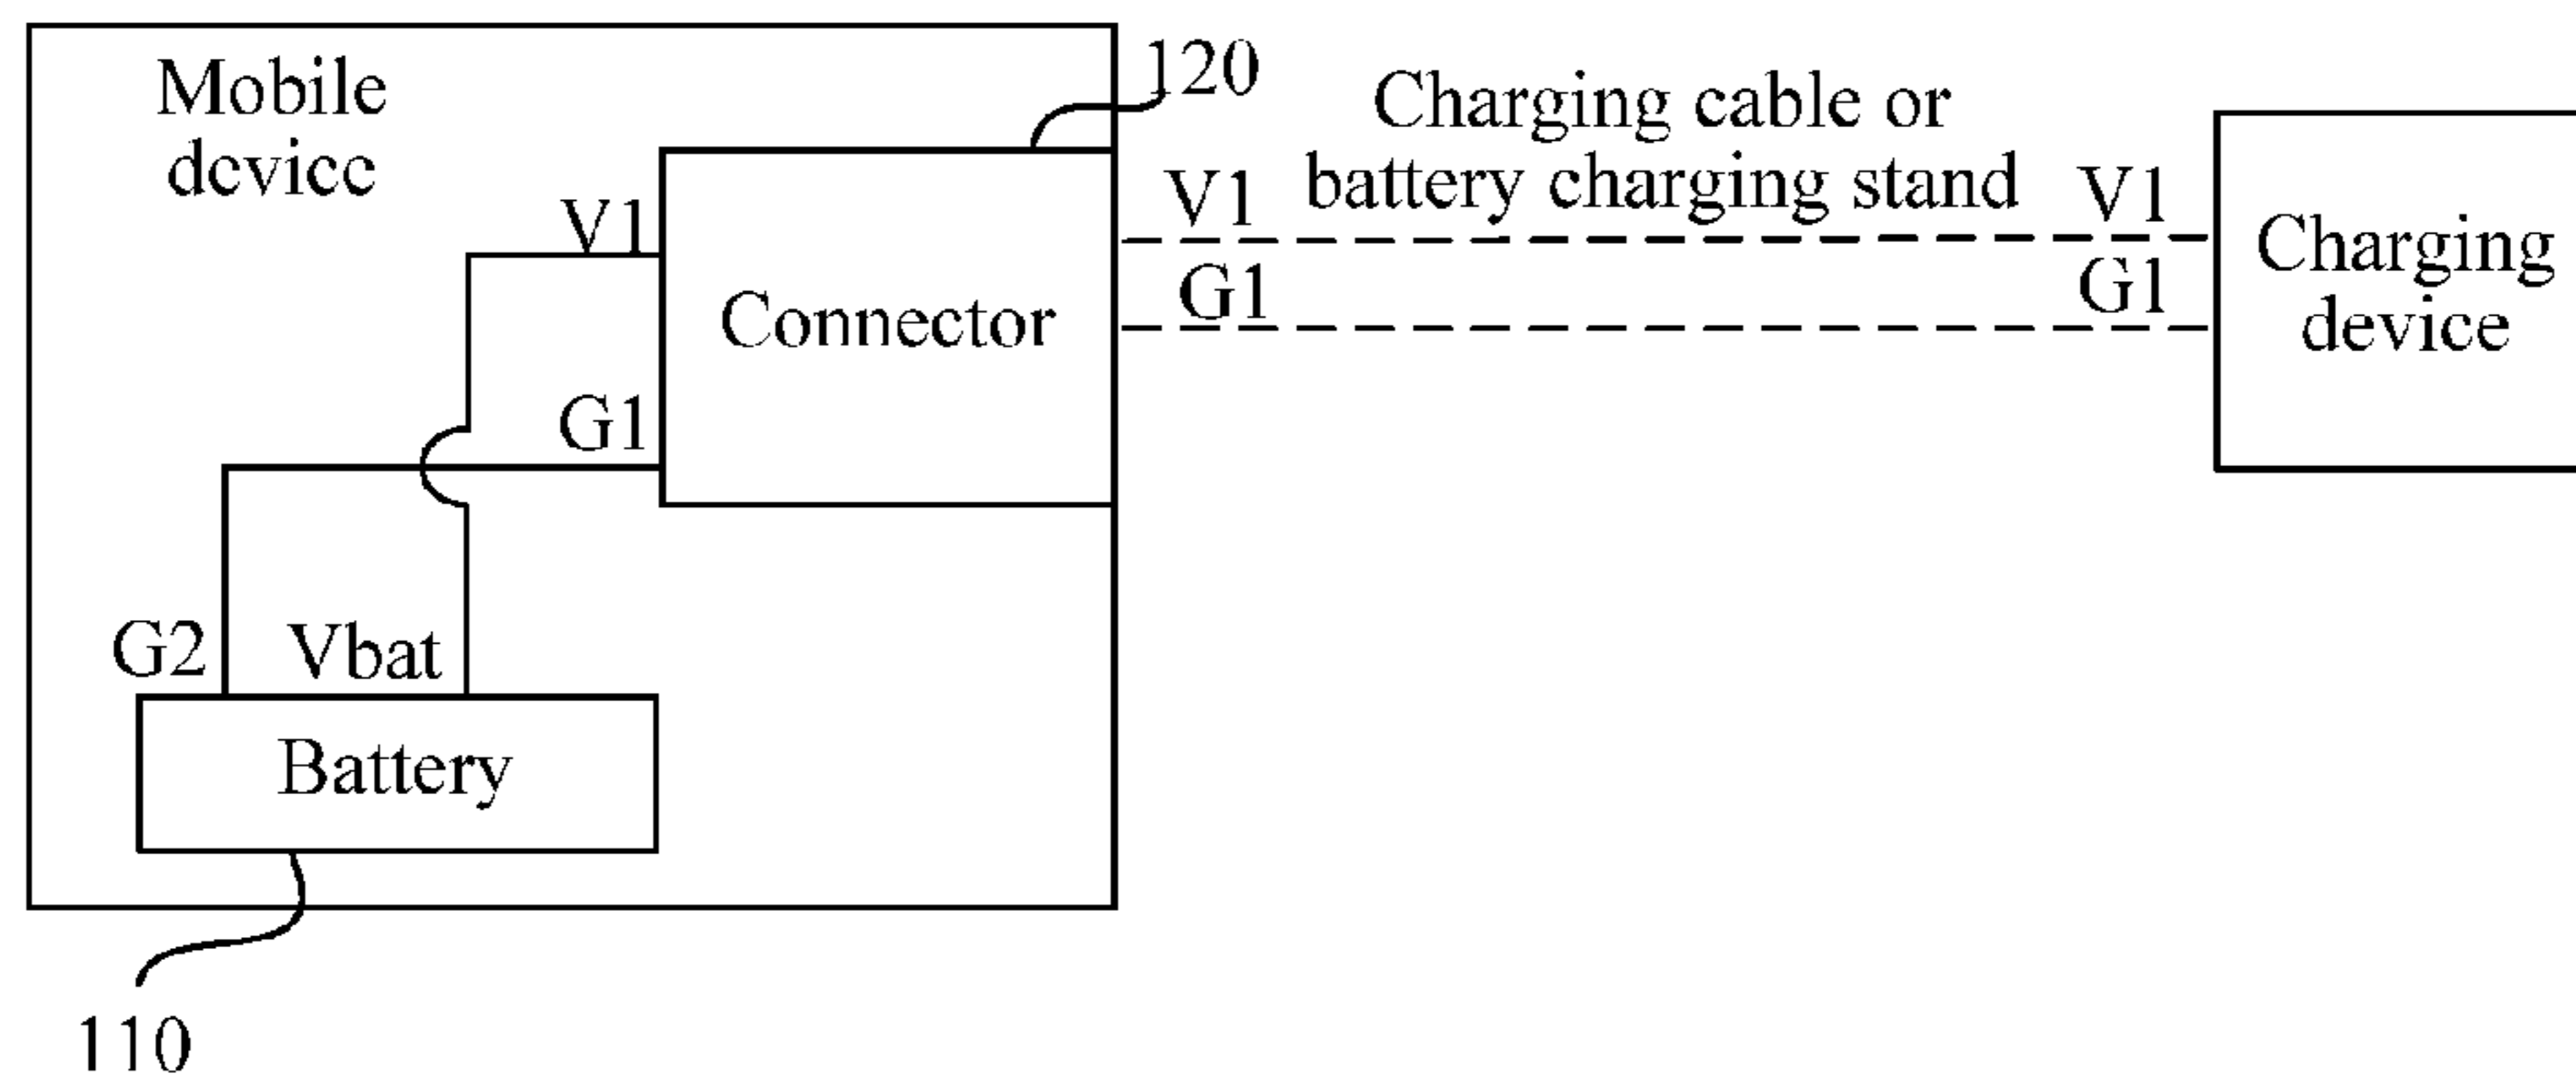 Mobile
device
120
Charging cable or
battery charging stand
V1
V1
V1
G1
G1
Charging
device
Connector
G1
G2
Vbat
Battery
110